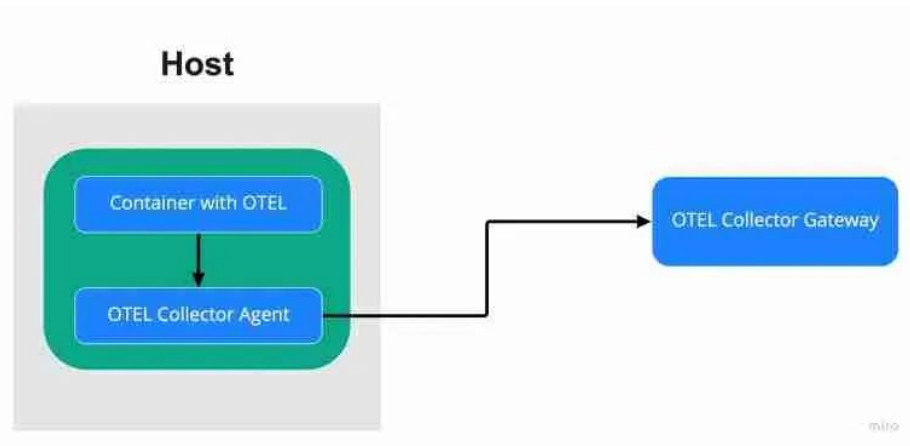 Host
Container with OTEL
OTEL Collector Gateway
OTEL Collector Agent
miro